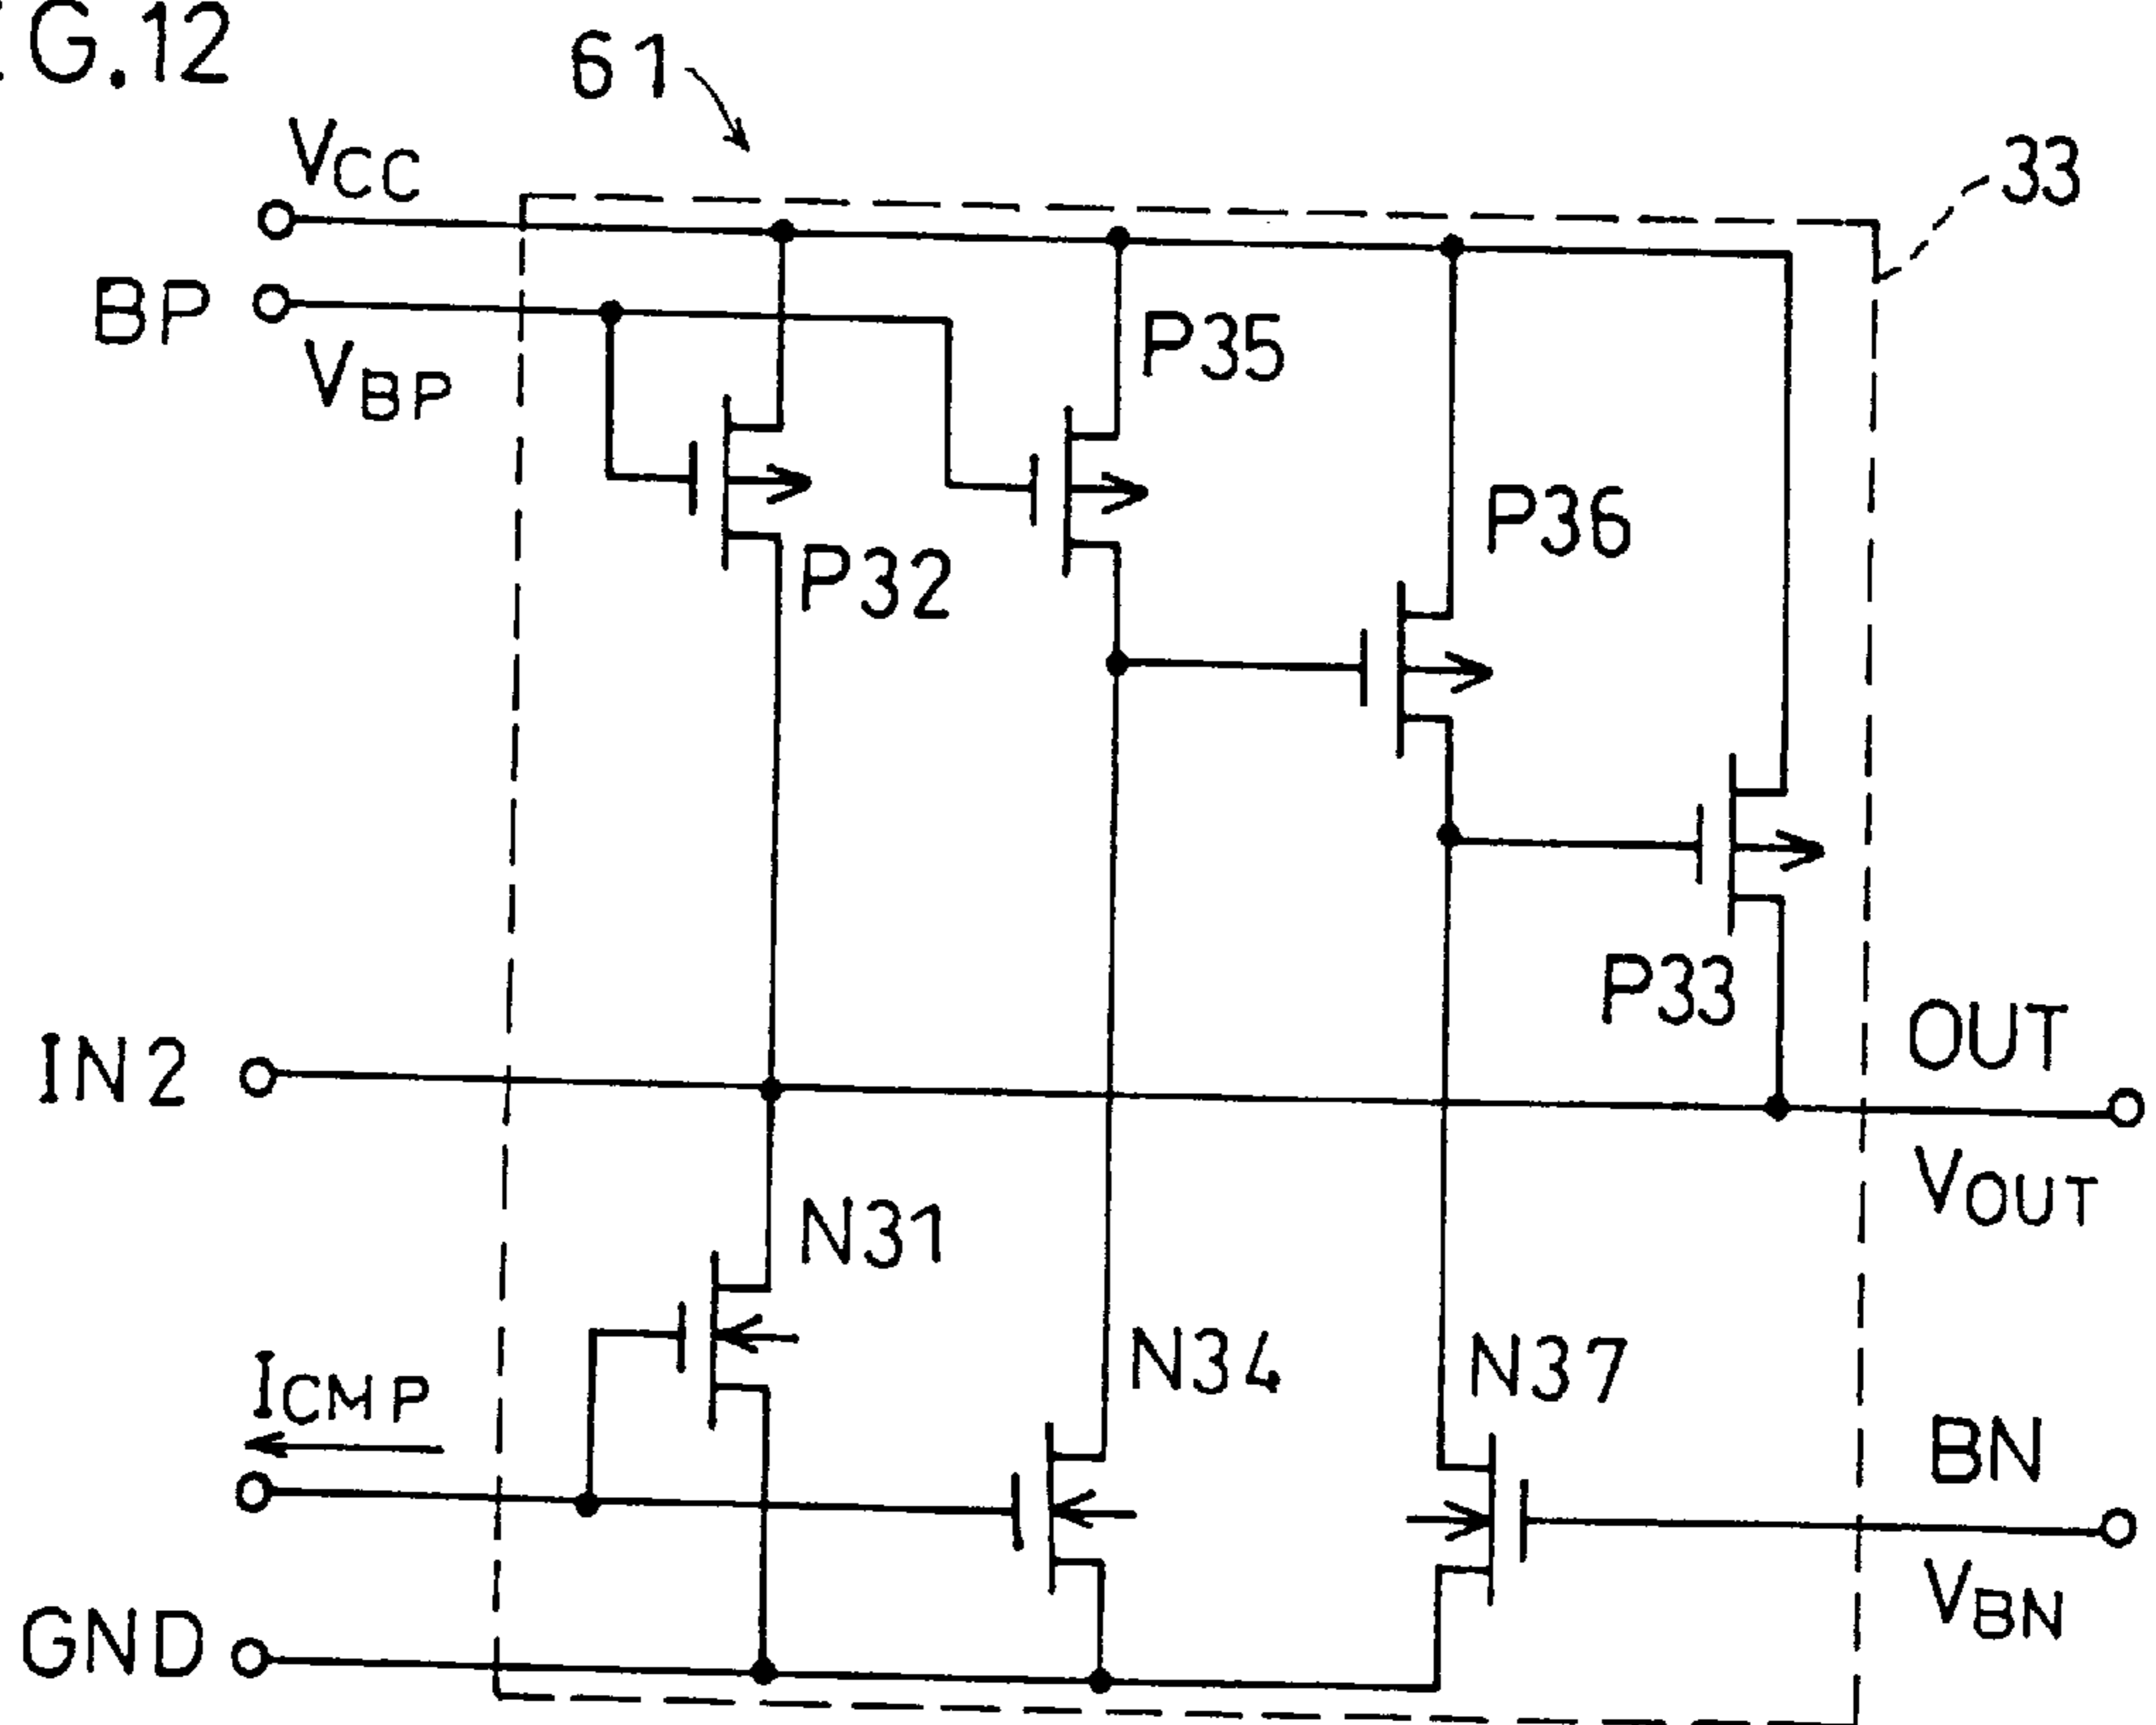 G.12
61
VCC
33
BP
VBP
P35
P36
P32
P33
IN2
OUT
VOUT
N31
ICMP
N34
N37
BN
VBN
GND